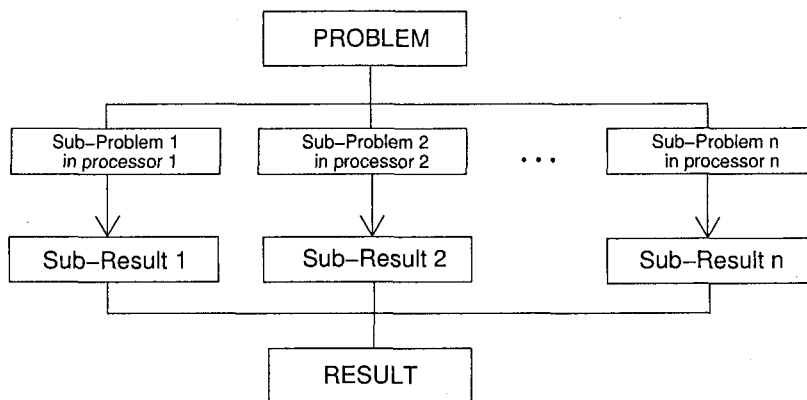 PROBLEM
Sub-Problem 1
in processor 1
Sub-Problem 2
in processor 2
...
Sub-Problem n
in processor n
Sub-Result 1
Sub-Result 2
Sub-Result n
RESULT